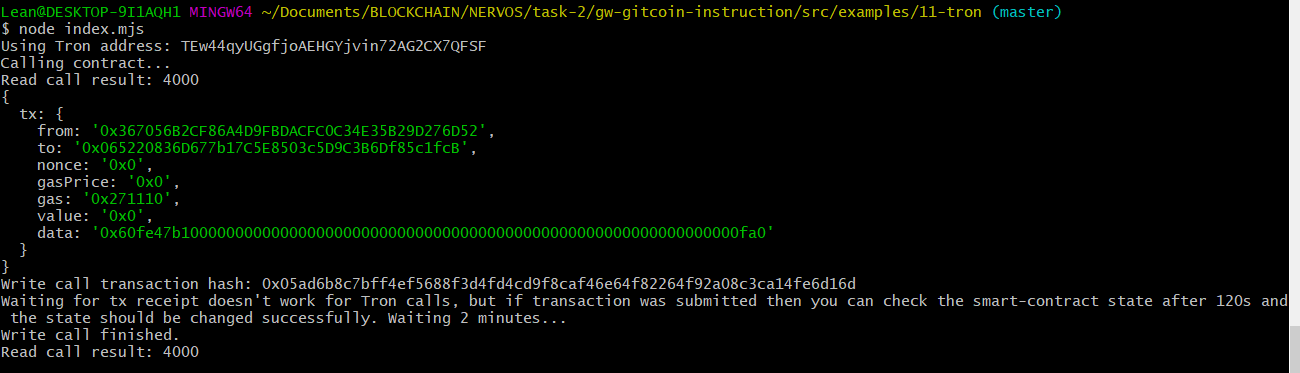 Lean@DESKTOP-9I1AQH1 MINGW64 ~/Documents/BLOCKCHAIN/NERVOS/task-2/gw-gitcoin-instruction/src/examples/11-tron (master)
$ node index.mjs
Using Tron address: TEw44qyUGgfjoAEHGYjvin72AG2CX7QFSF
Calling contract...
Read call result: 4000
{
  tx: {
    from: '0x367056B2CF86A4D9FBDACFC0C34E35B29D276D52',
    to: '0x065220836D677b17C5E8503c5D9C3B6Df85c1fcB',
    nonce: '0x0',
    gasPrice: '0x0',
    gas: '0x271110',
    value: '0x0',
    data: '0x60fe47b10000000000000000000000000000000000000000000000000000000000000fa0'
  }
}
Write call transaction hash: 0x05ad6b8c7bff4ef5688f3d4fd4cd9f8caf46e64f82264f92a08c3ca14fe6d16d
Waiting for tx receipt doesn't work for Tron calls, but if transaction was submitted then you can check the smart-contract state after 120s and
 the state should be changed successfully. Waiting 2 minutes...
Write call finished.
Read call result: 4000